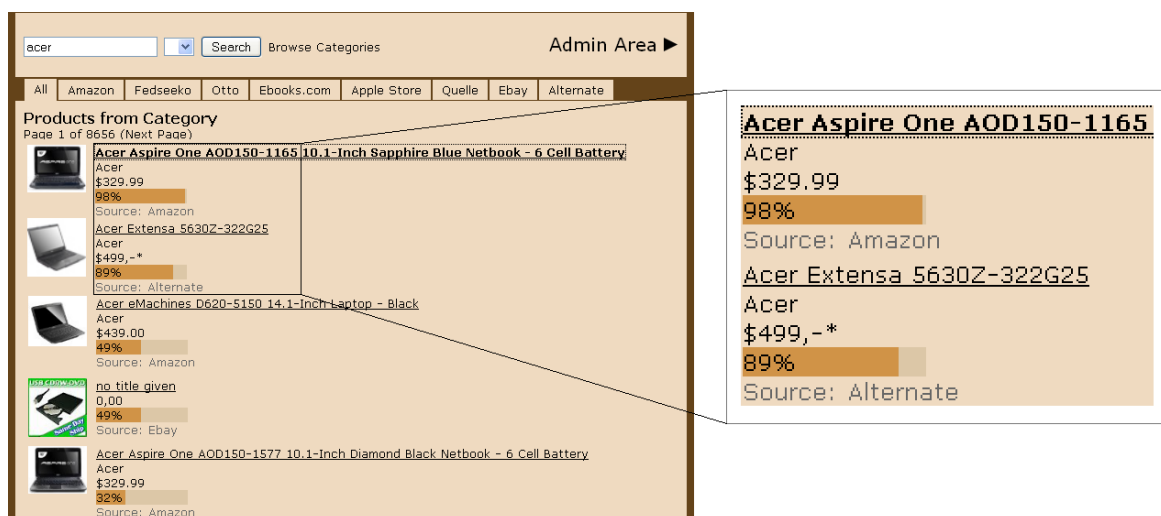 acer
Search
Browse Categories
Admin Area ►
All
Amazon
Fedseeko
Otto
Ebooks.com
Apple Store
Quelle
Ebay
Alternate
Products from Category
Page 1 of 8656 (Next Page)
Acer Aspire One AOD150-1165 10.1-Inch Sapphire Blue Netbook - 6 Cell Battery
Acer
$329.99
98%
Source: Amazon
Acer Extensa 5630Z-322G25
Acer
$499,-*
89%
Source: Alternate
Acer eMachines D620-5150 14.1-Inch Laptop - Black
Acer
$439.00
49%
Source: Amazon
USB CDRW-DVD
Same Day
Ship
no title given
0,00
49%
Source: Ebay
Acer Aspire One AOD150-1577 10.1-Inch Diamond Black Netbook - 6 Cell Battery
Acer
$329.99
32%
Source: Amazon
Acer Aspire One AOD150-1165
Acer
$329.99
98%
Source: Amazon
Acer Extensa 5630Z-322G25
Acer
$499,-*
89%
Source: Alternate